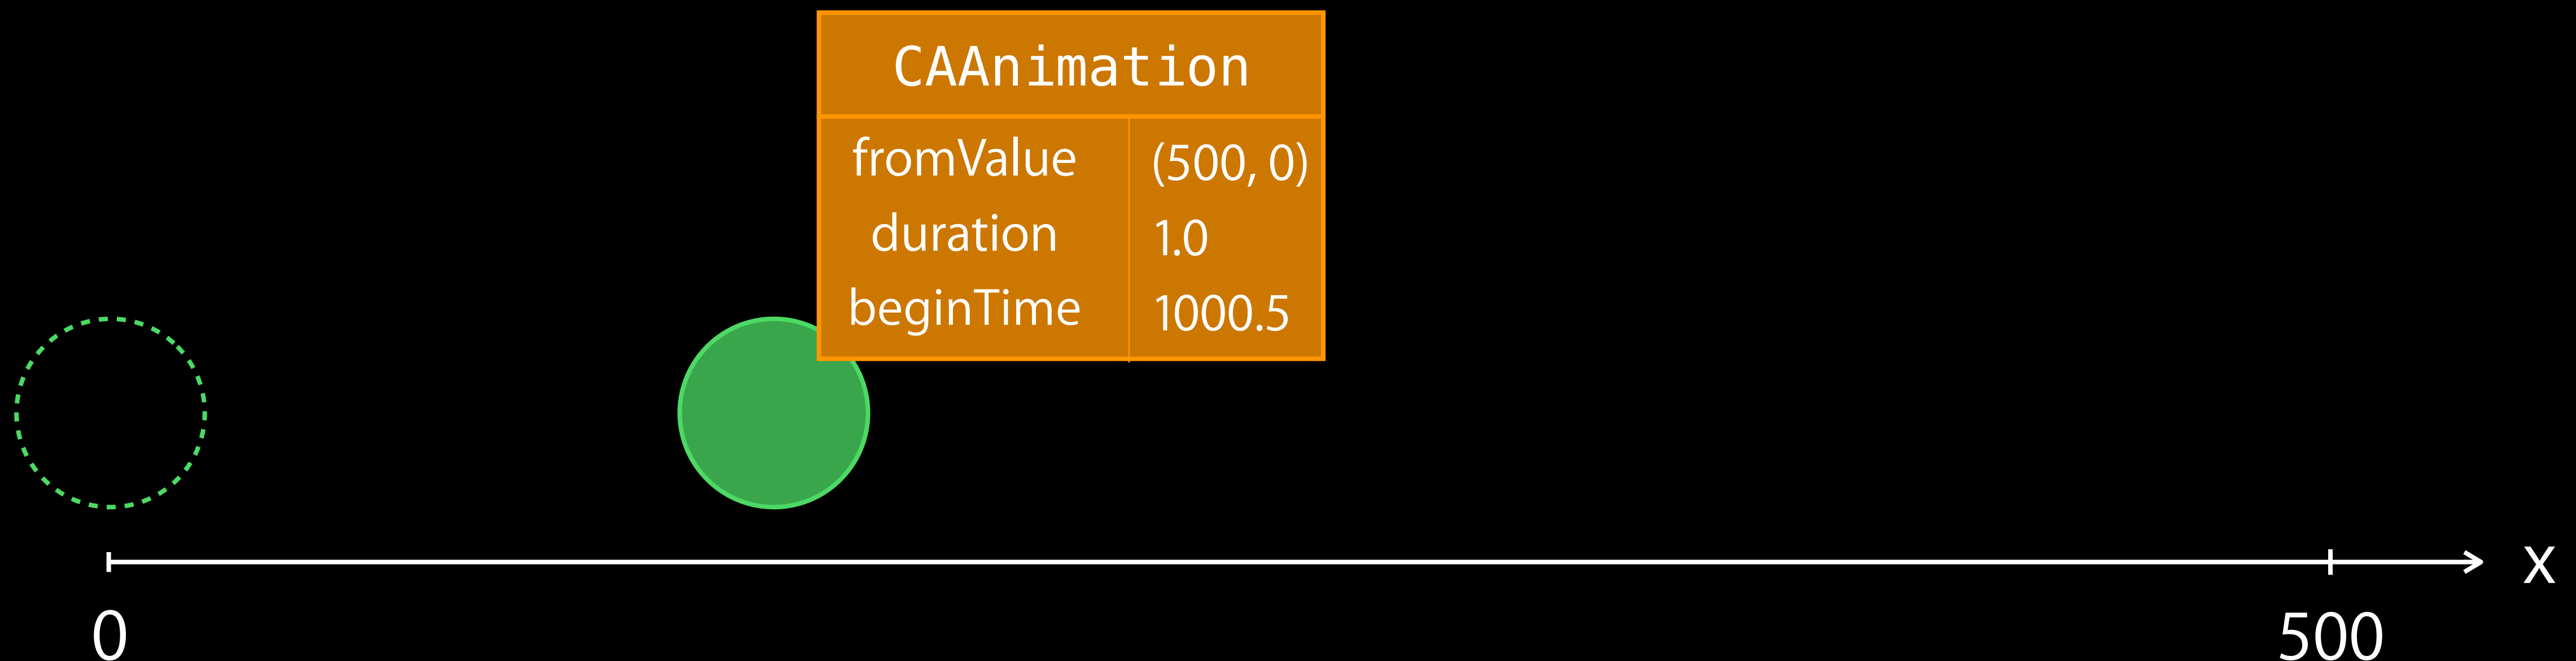 CAAnimation
fromValue (500, 0)
duration 1.0
beginTime 1000.5
x
0 500